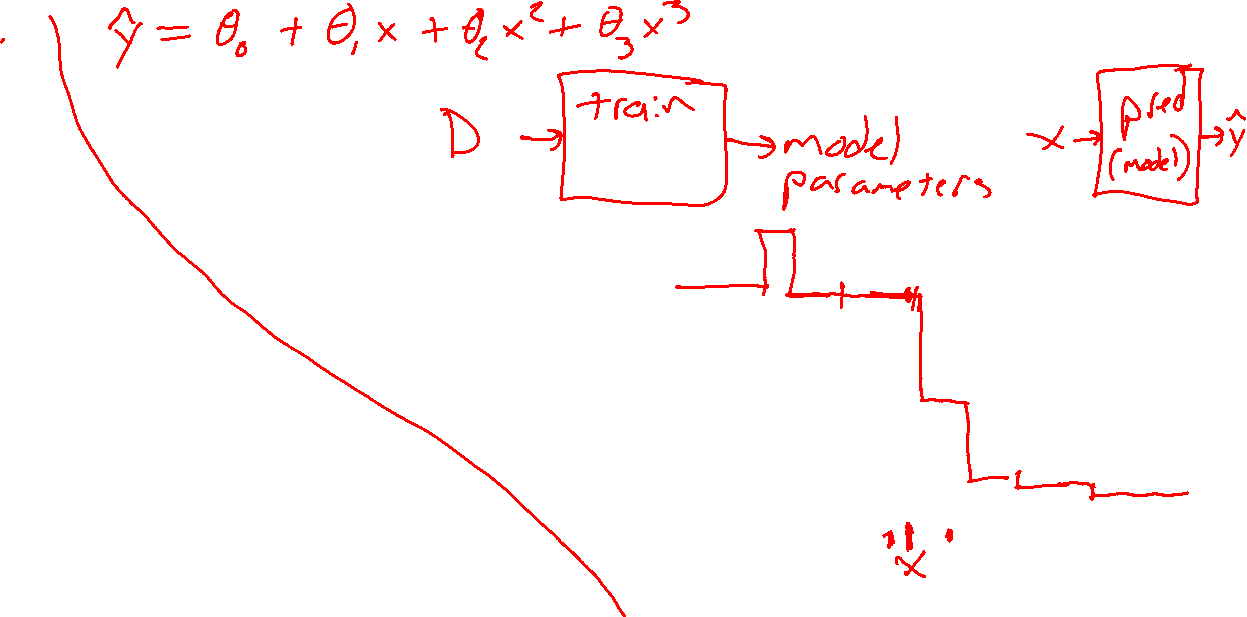 ŷ = θ₀ + θ₁x + θ₂x² + θ₃x³
D → train → model parameters
x → pred (model) → ŷ
x